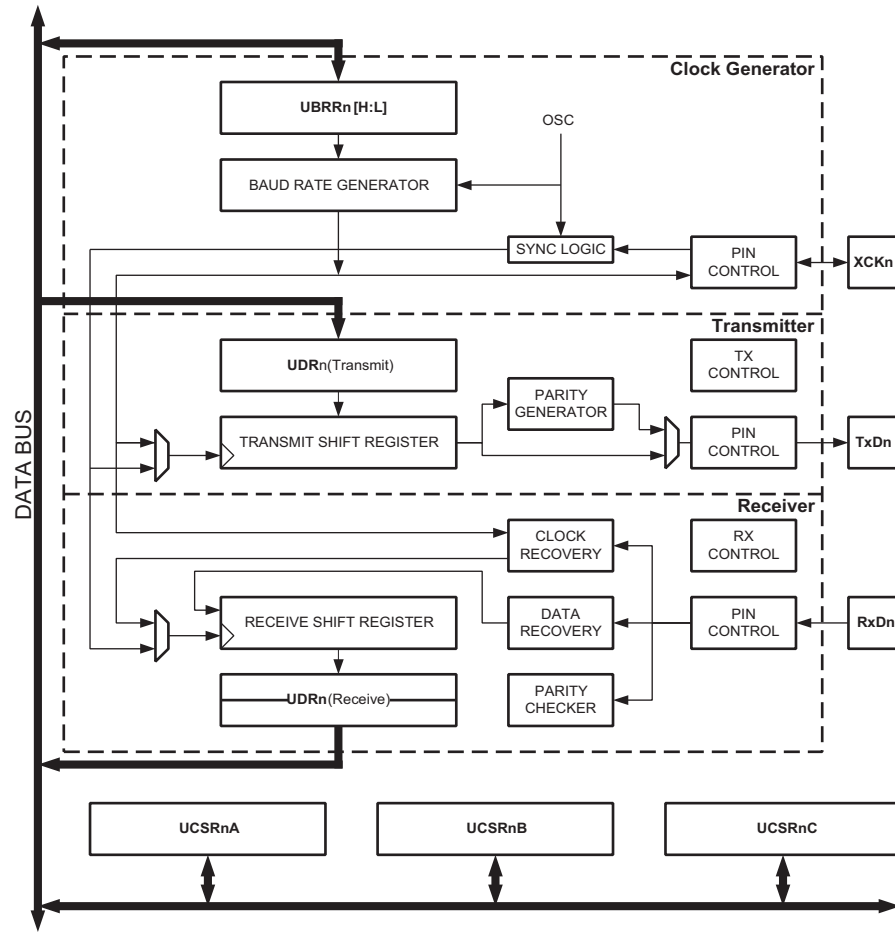 Clock Generator
UBRRn [H:L]
OSC
BAUD RATE GENERATOR
SYNC LOGIC
PIN
CONTROL
XCKn
DATA BUS
Transmitter
UDRn(Transmit)
TX
CONTROL
PARITY
GENERATOR
TRANSMIT SHIFT REGISTER
PIN
CONTROL
TxDn
Receiver
CLOCK
RECOVERY
RX
CONTROL
RECEIVE SHIFT REGISTER
DATA
RECOVERY
PIN
CONTROL
RxDn
UDRn(Receive)
PARITY
CHECKER
UCSRnA
UCSRnB
UCSRnC